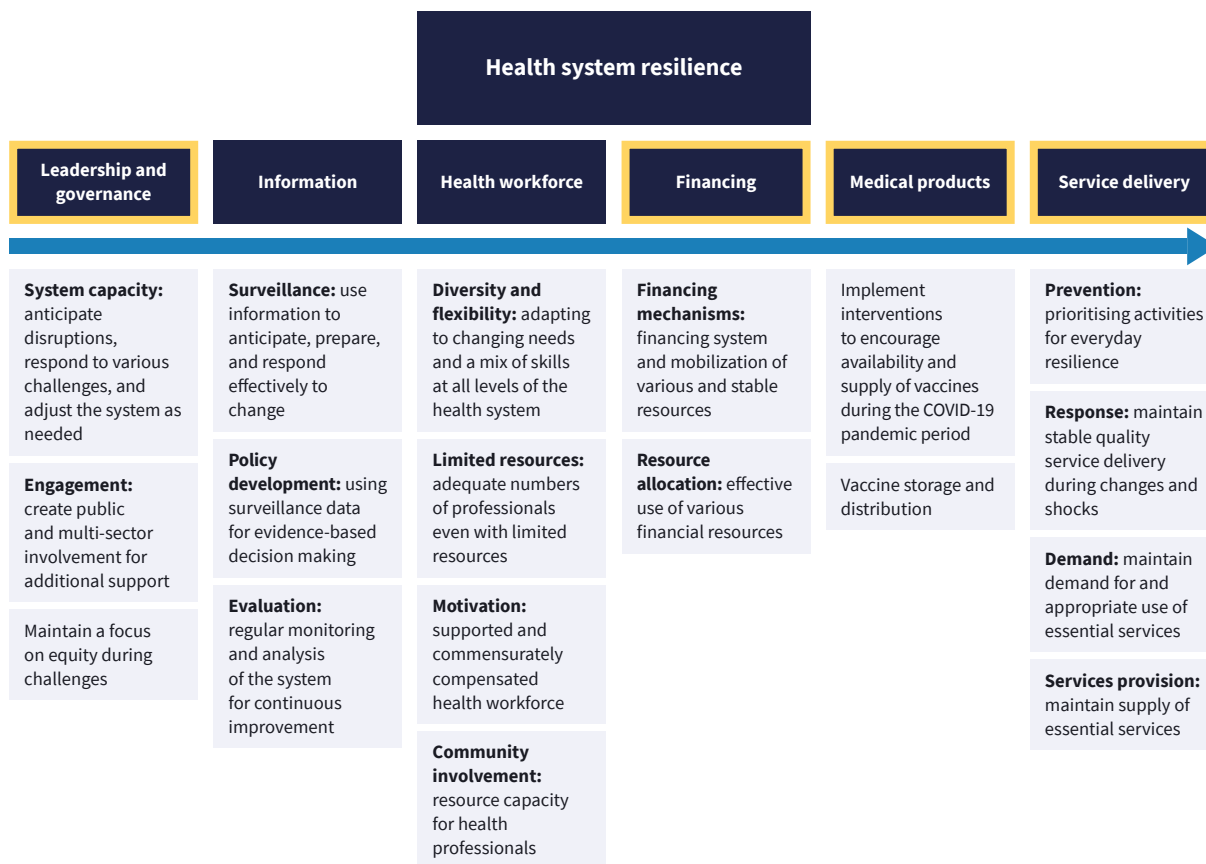 Health system resilience
Leadership and
governance
Information
Health workforce
Financing
Medical products
Service delivery
System capacity:
anticipate
disruptions,
respond to various
challenges, and
adjust the system as
needed
Engagement:
create public
and multi-sector
involvement for
additional support
Maintain a focus
on equity during
challenges
Surveillance: use
information to
anticipate, prepare,
and respond
effectively to
change
Policy
development: using
surveillance data
for evidence-based
decision making
Evaluation:
regular monitoring
and analysis
of the system
for continuous
improvement
Diversity and
flexibility: adapting
to changing needs
and a mix of skills
at all levels of the
health system
Limited resources:
adequate numbers
of professionals
even with limited
resources
Motivation:
supported and
commensurately
compensated
health workforce
Community
involvement:
resource capacity
for health
professionals
Financing
mechanisms:
financing system
and mobilization of
various and stable
resources
Resource
allocation: effective
use of various
financial resources
Implement
interventions
to encourage
availability and
supply of vaccines
during the COVID-19
pandemic period
Vaccine storage and
distribution
Prevention:
prioritising activities
for everyday
resilience
Response: maintain
stable quality
service delivery
during changes and
shocks
Demand: maintain
demand for and
appropriate use of
essential services
Services provision:
maintain supply of
essential services